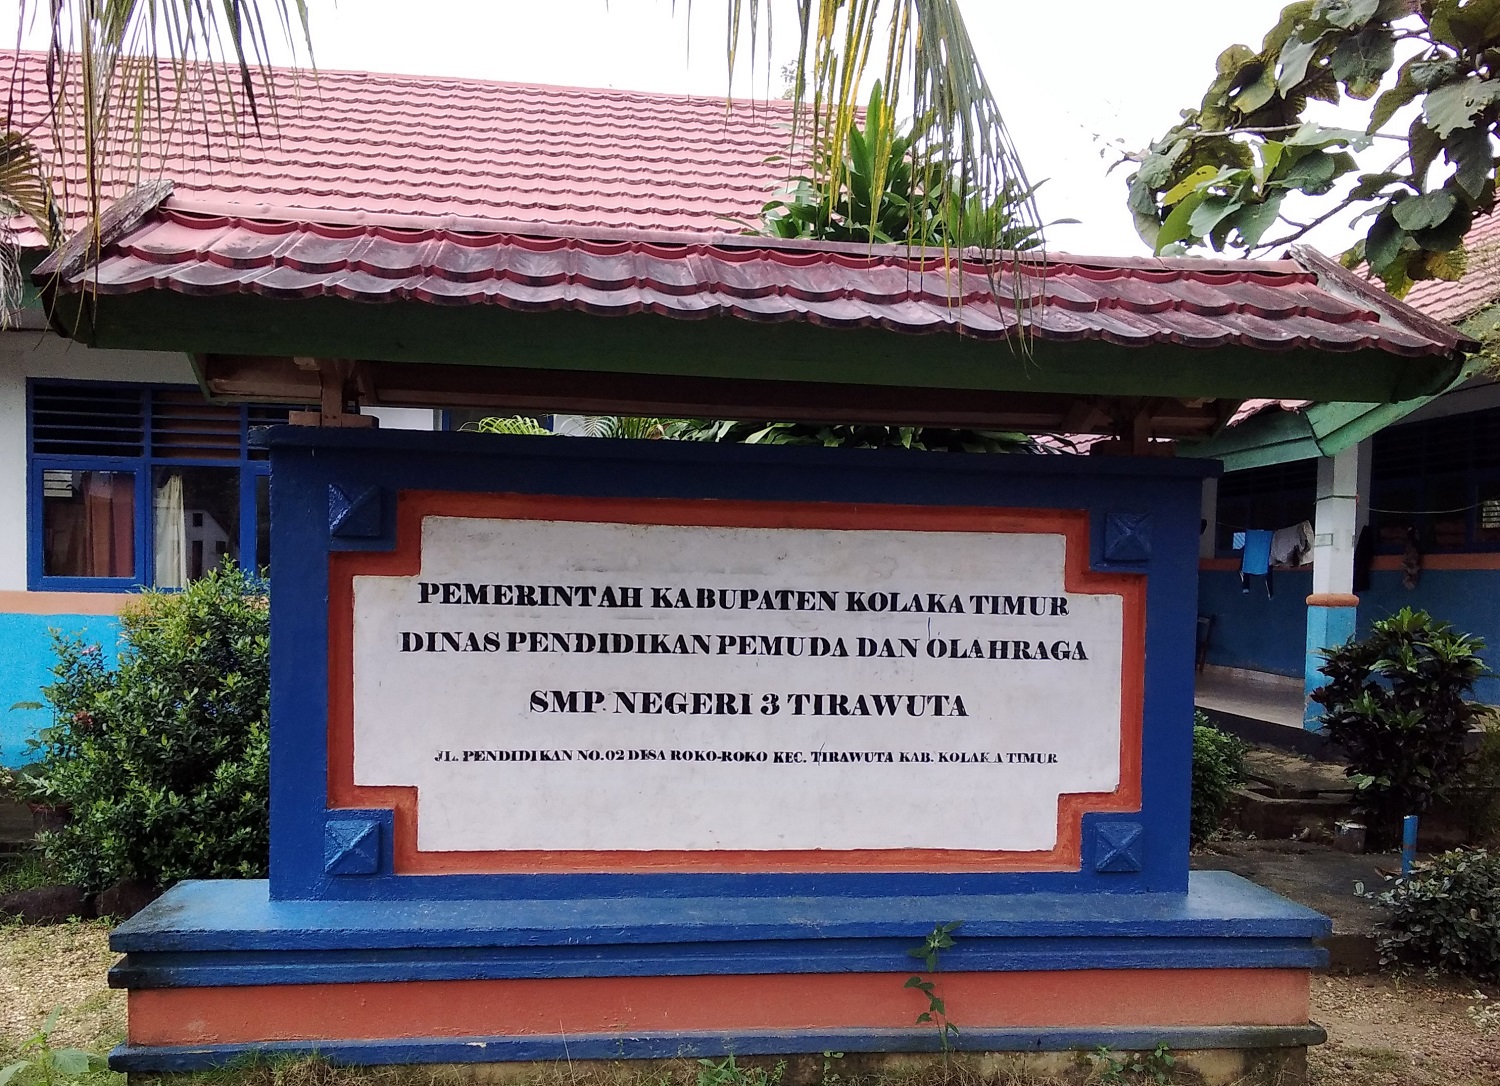 PEMERINTAH KABUPATEN KOLAKA TIMUR
DINAS PENDIDIKAN PEMUDA DAN OLAHRAGA
SMP. NEGERI 3 TIRAWUTA
JL. PENDIDIKAN NO.02 DESA ROKO-ROKO KEC. TIRAWUTA KAB. KOLAKA TIMUR